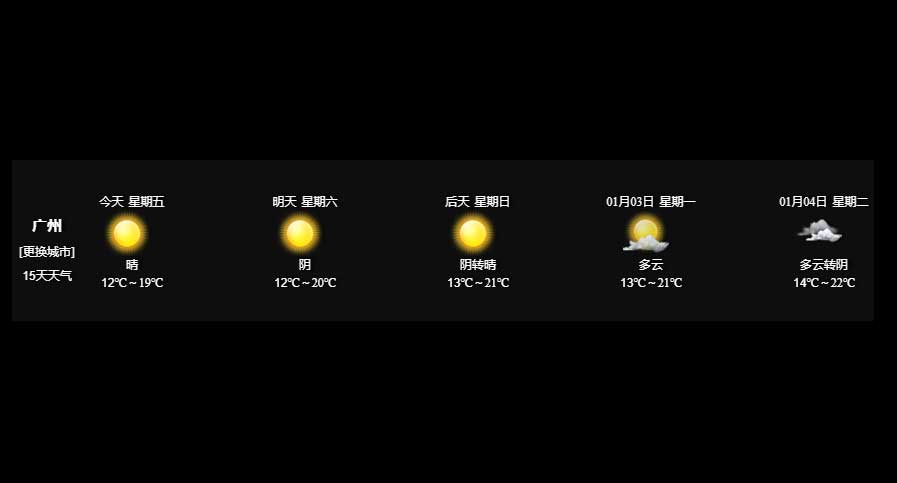 广州
[更换城市]
15天天气
今天 星期五
晴
12℃～19℃
明天 星期六
阴
12℃～20℃
后天 星期日
阴转晴
13℃～21℃
01月03日 星期一
多云
13℃～21℃
01月04日 星期二
多云转阴
14℃～22℃